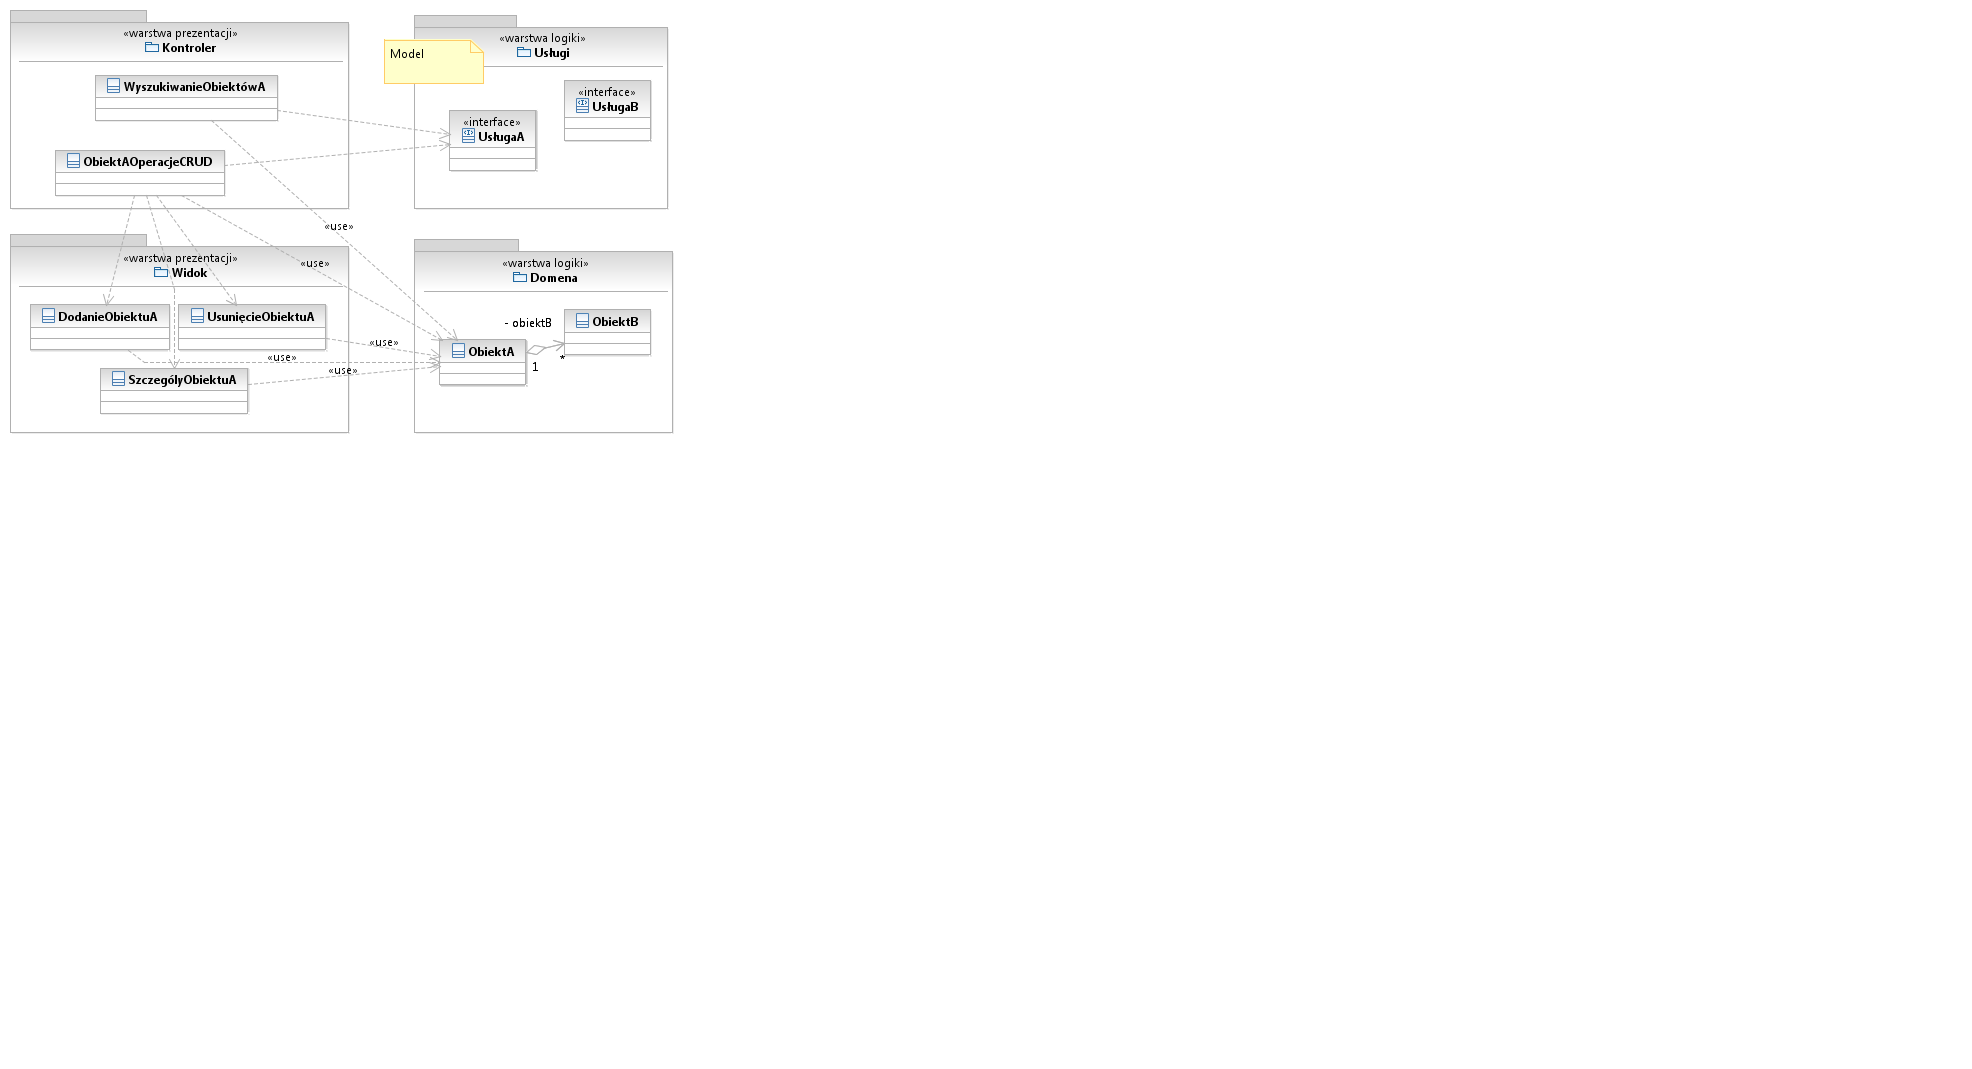 «warstwa prezentacji»
Kontroler
WyszukiwanieObiektówA
ObiektAOperacjeCRUD
«warstwa logiki»
Usługi
Model
«interface»
UsługaA
«interface»
UsługaB
«use»
«use»
«warstwa prezentacji»
Widok
DodanieObiektuA
UsunięcieObiektuA
SzczególyObiektuA
«use»
«use»
«use»
«warstwa logiki»
Domena
- obiektB
ObiektB
ObiektA
1
*